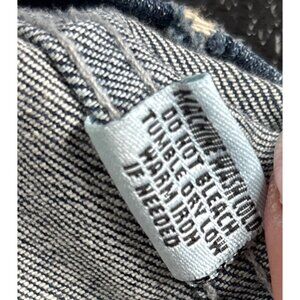 MACHINE WASH COLD
DO NOT BLEACH
TUMBLE DRY LOW
WARM IRON
IF NEEDED